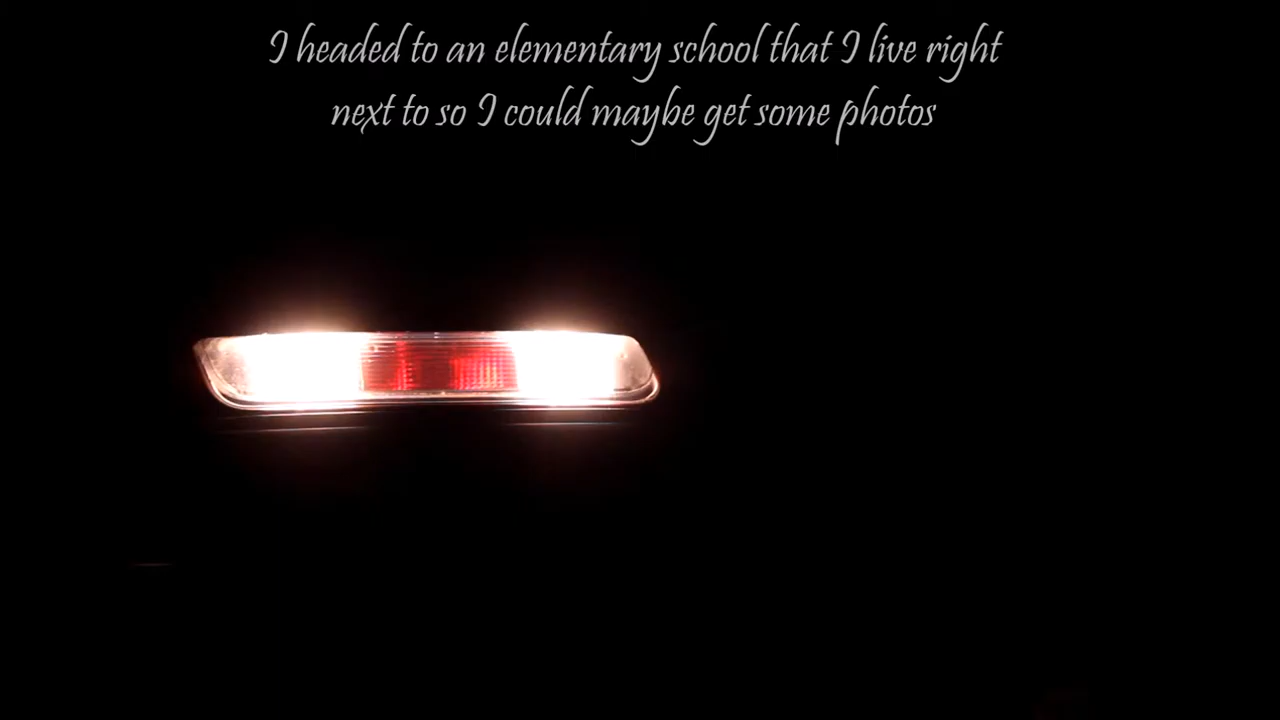 I headed to an elementary school that I live right
next to so I could maybe get some photos